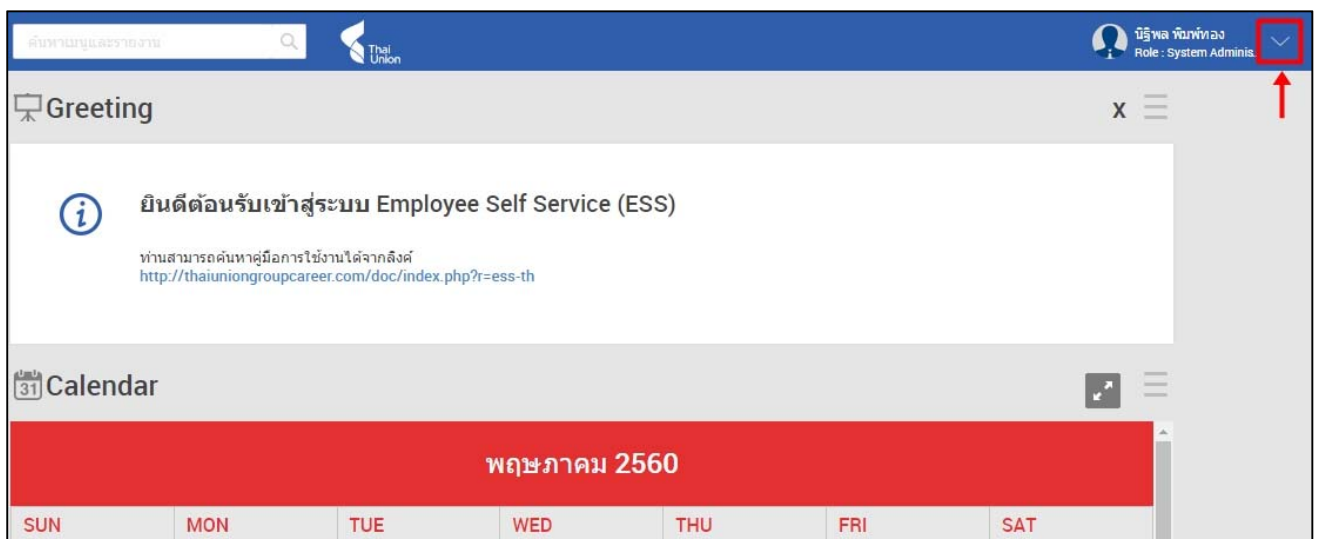 ค้นหาเมนูและรายงาน
Thai
Union
นิธิพล พิมพ์ทอง
Role : System Adminis..
Greeting
X
ยินดีต้อนรับเข้าสู่ระบบ Employee Self Service (ESS)
ท่านสามารถค้นหาคู่มือการใช้งานได้จากลิงค์
http://thaiuniongroupcareer.com/doc/index.php?r=ess-th
31
Calendar
พฤษภาคม 2560
SUN MON TUE WED THU FRI SAT